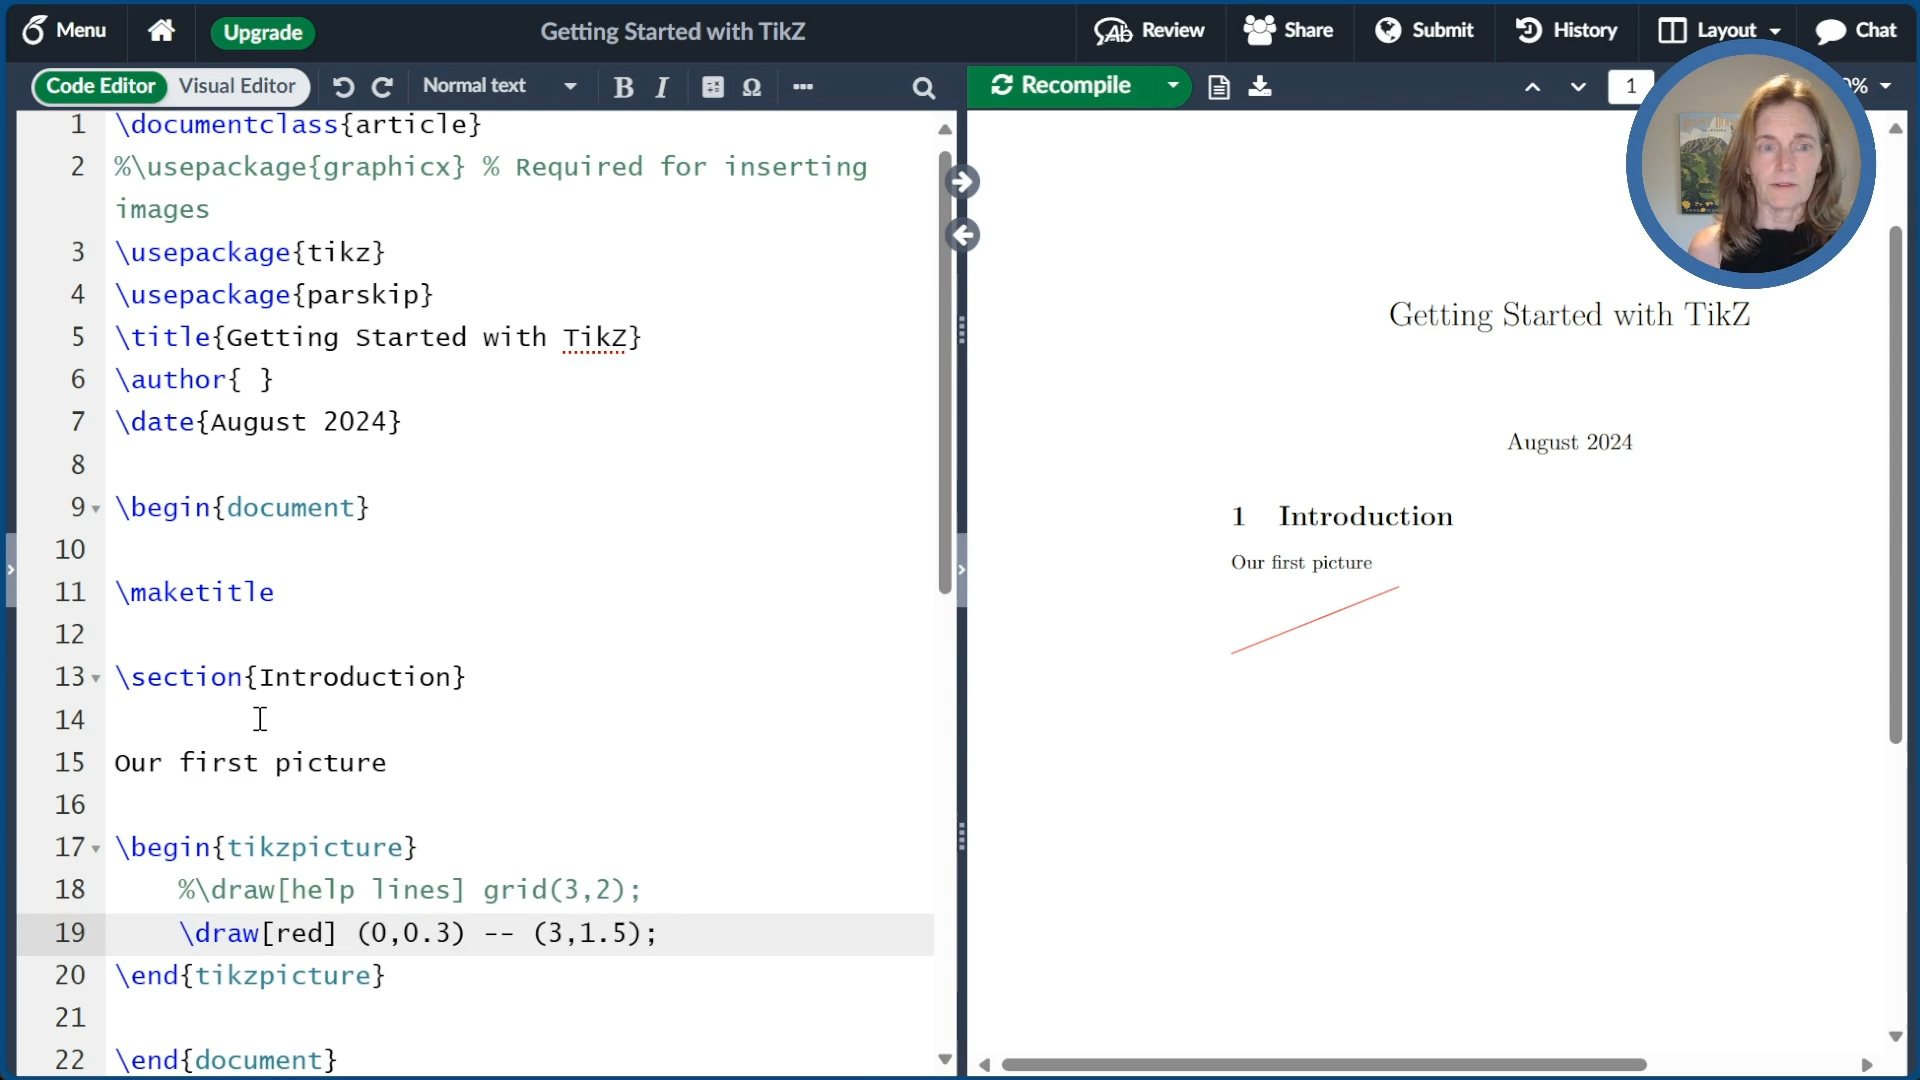 Menu
Upgrade
Getting Started with TikZ
Review
Share
Submit
History
Layout
Chat
Code Editor
Visual Editor
Normal text
B
I
Ω
Recompile
1
%
1 \documentclass{article}
2 %\usepackage{graphicx} % Required for inserting
images
3 \usepackage{tikz}
4 \usepackage{parskip}
5 \title{Getting Started with TikZ}
6 \author{ }
7 \date{August 2024}
8
9 \begin{document}
10
11 \maketitle
12
13 \section{Introduction}
14
15 Our first picture
16
17 \begin{tikzpicture}
18 %\draw[help lines] grid(3,2);
19 \draw[red] (0,0.3) -- (3,1.5);
20 \end{tikzpicture}
21
22 \end{document}
Getting Started with TikZ
August 2024
1 Introduction
Our first picture